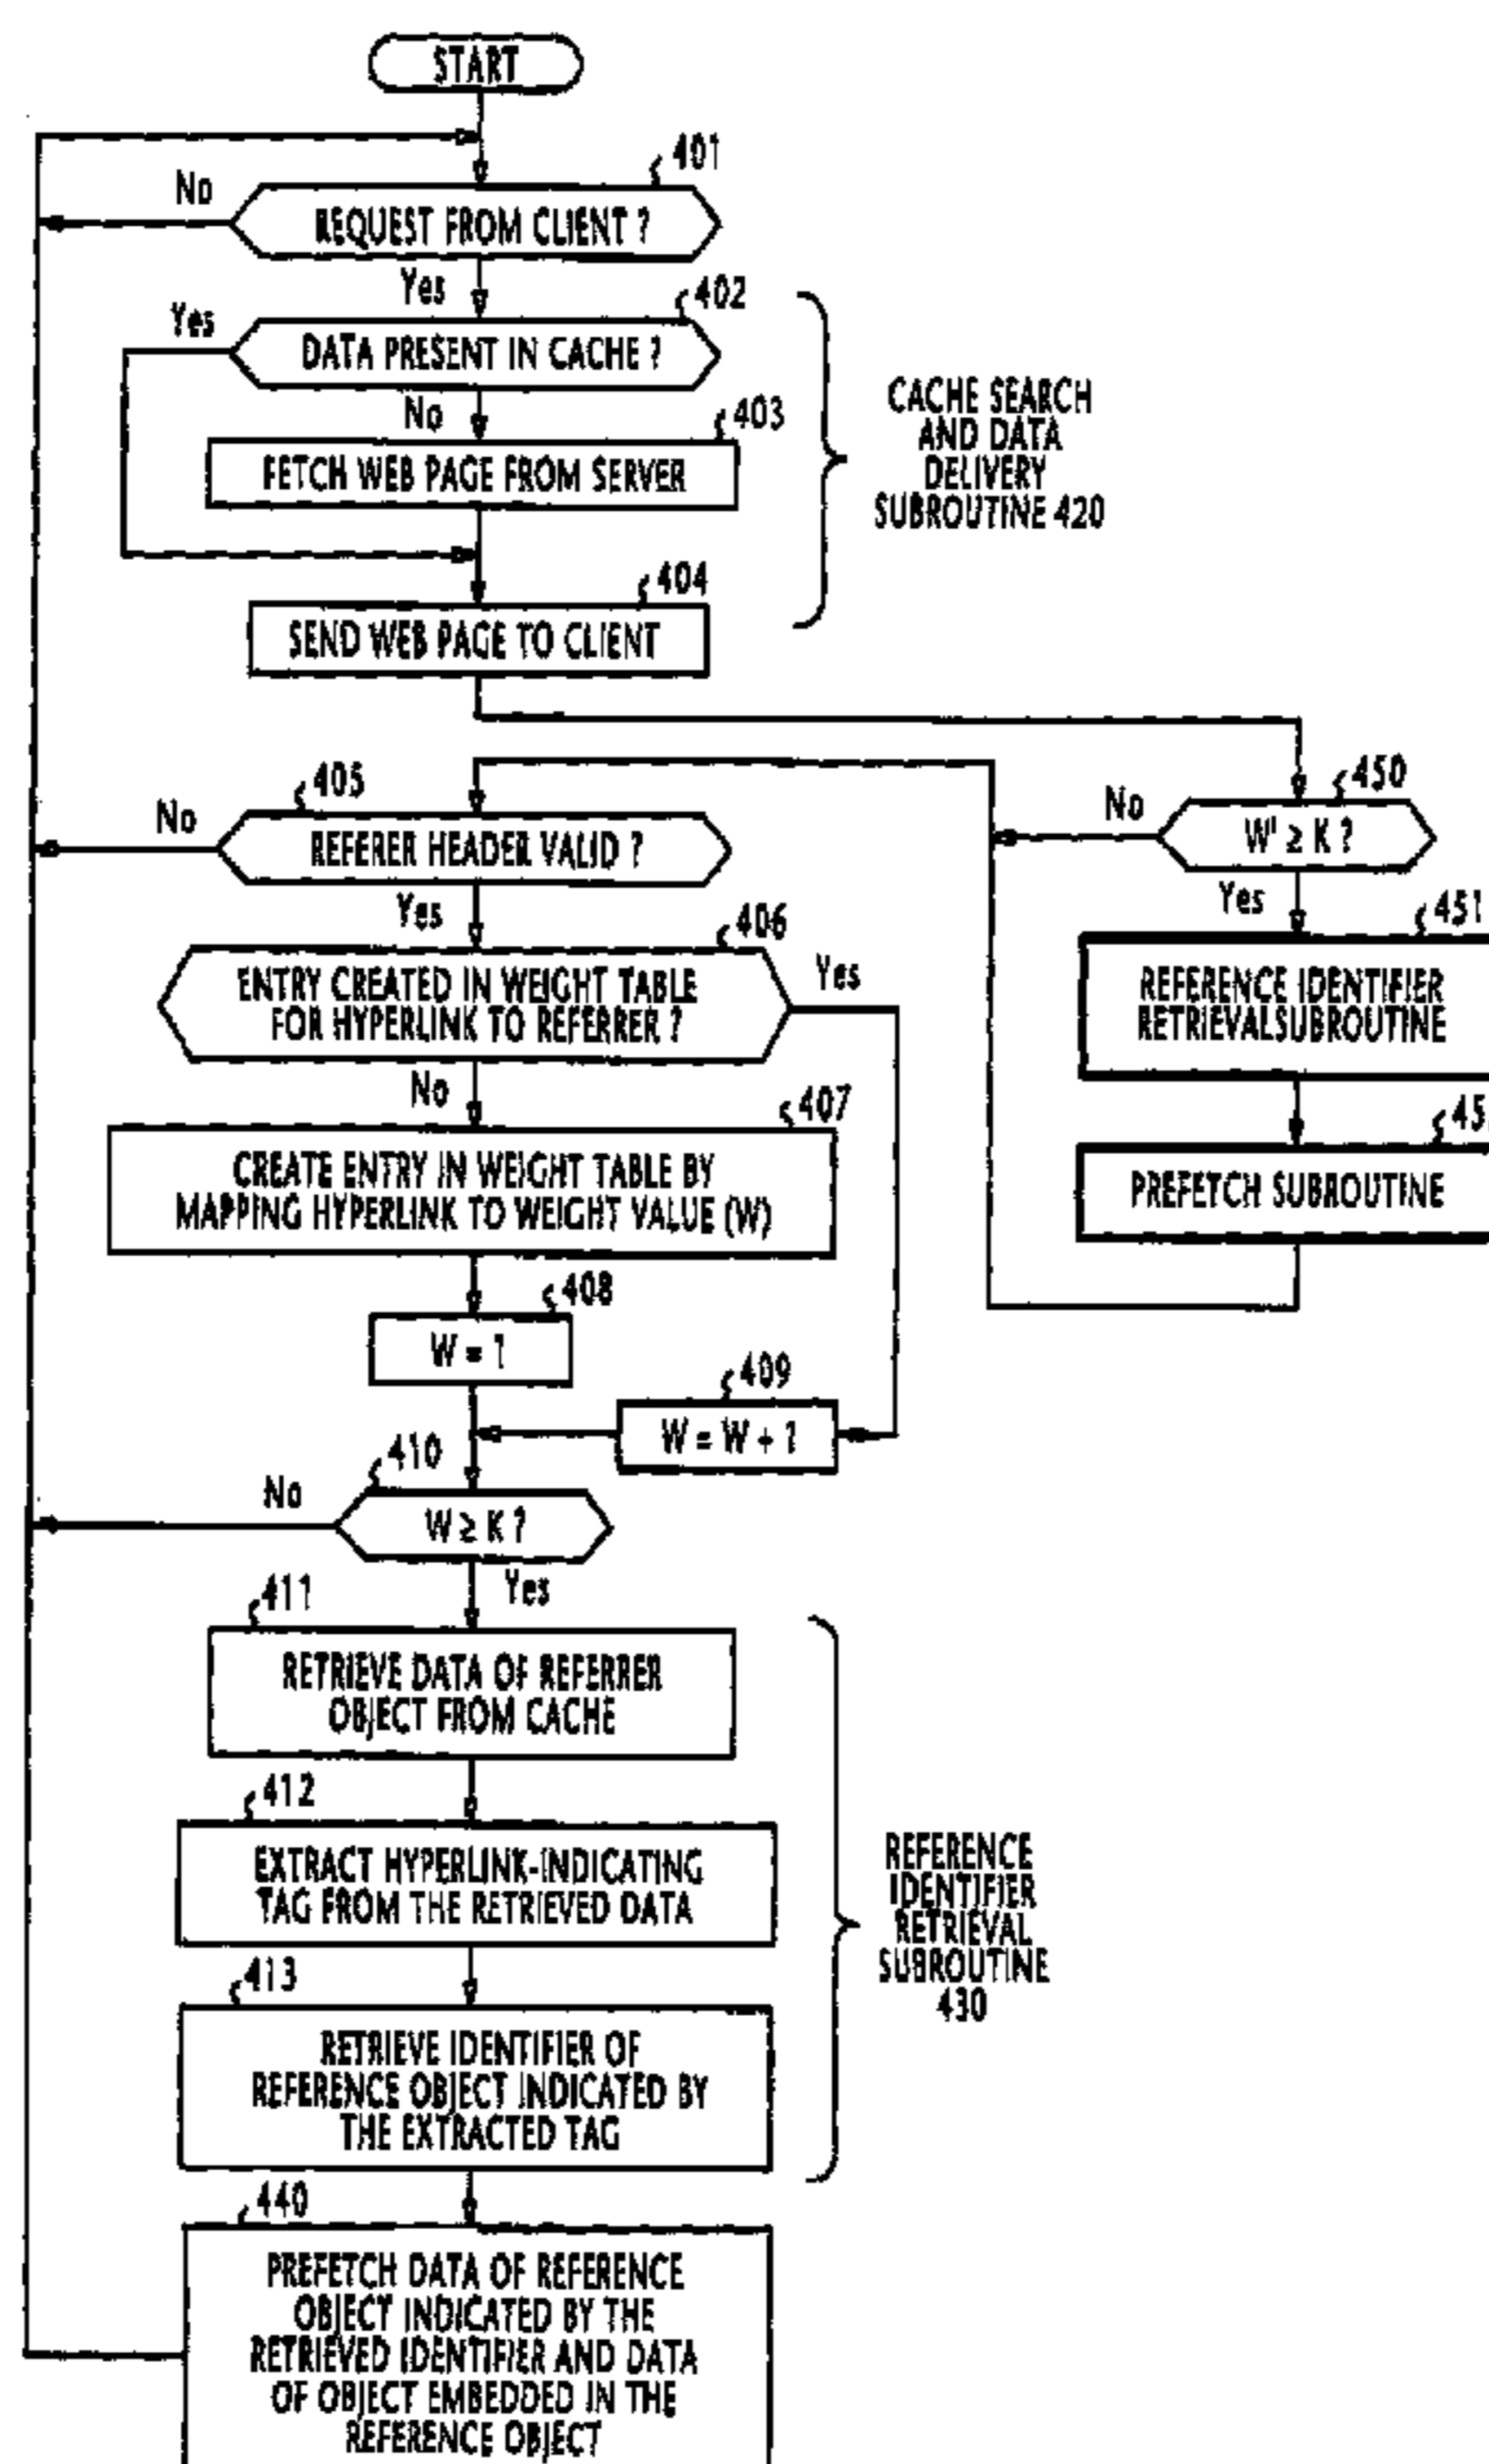 START
401
No
REQUEST FROM CLIENT ?
Yes
402
Yes
DATA PRESENT IN CACHE ?
No
403
FETCH WEB PAGE FROM SERVER
CACHE SEARCH
AND DATA
DELIVERY
SUBROUTINE 420
404
SEND WEB PAGE TO CLIENT
405
No
REFERER HEADER VALID ?
Yes
450
No
W' ≥ K ?
Yes
451
REFERENCE IDENTIFIER
RETRIEVALSUBROUTINE
45
PREFETCH SUBROUTINE
406
ENTRY CREATED IN WEIGHT TABLE
FOR HYPERLINK TO REFERRER ?
Yes
No
407
CREATE ENTRY IN WEIGHT TABLE BY
MAPPING HYPERLINK TO WEIGHT VALUE (W)
408
W = 1
409
W = W + 1
410
No
W ≥ K ?
Yes
411
RETRIEVE DATA OF REFERRER
OBJECT FROM CACHE
412
EXTRACT HYPERLINK-INDICATING
TAG FROM THE RETRIEVED DATA
413
RETRIEVE IDENTIFIER OF
REFERENCE OBJECT INDICATED BY
THE EXTRACTED TAG
REFERENCE
IDENTIFIER
RETRIEVAL
SUBROUTINE
430
440
PREFETCH DATA OF REFERENCE
OBJECT INDICATED BY THE
RETRIEVED IDENTIFIER AND DATA
OF OBJECT EMBEDDED IN THE
REFERENCE OBJECT